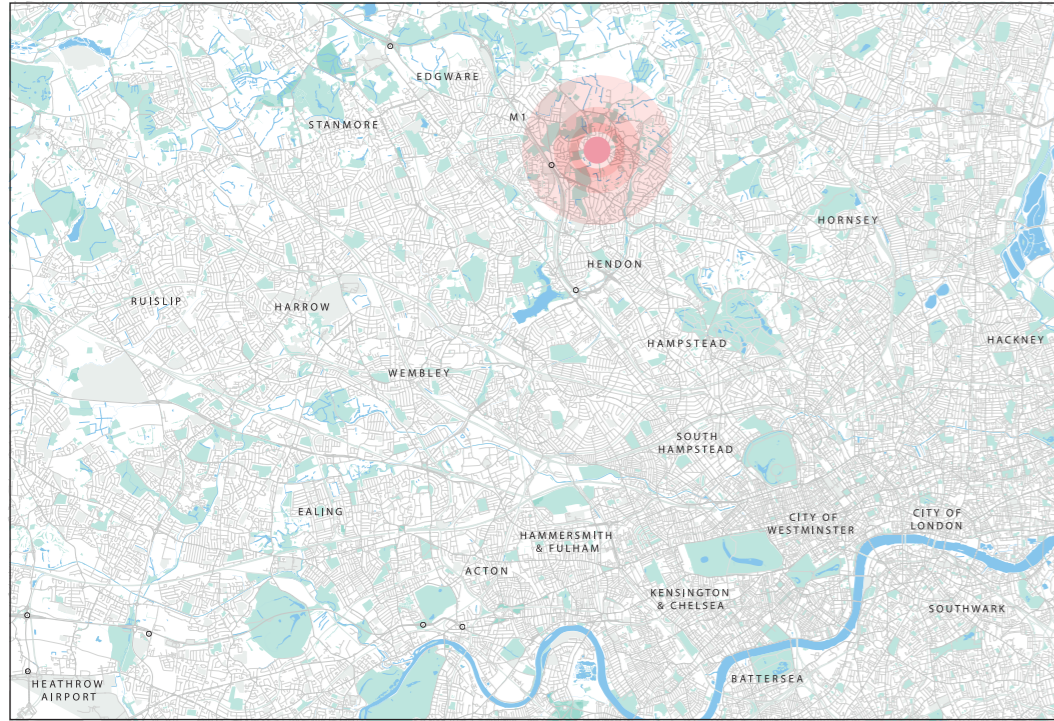 EDGWARE
M1
STANMORE
HORNSEY
HENDON
RUISLIP
HARROW
HAMPSTEAD
HACKNEY
WEMBLEY
SOUTH
HAMPSTEAD
EALING
CITY OF
WESTMINSTER
CITY OF
LONDON
HAMMERSMITH
& FULHAM
ACTON
KENSINGTON
& CHELSEA
SOUTHWARK
HEATHROW
AIRPORT
BATTERSEA